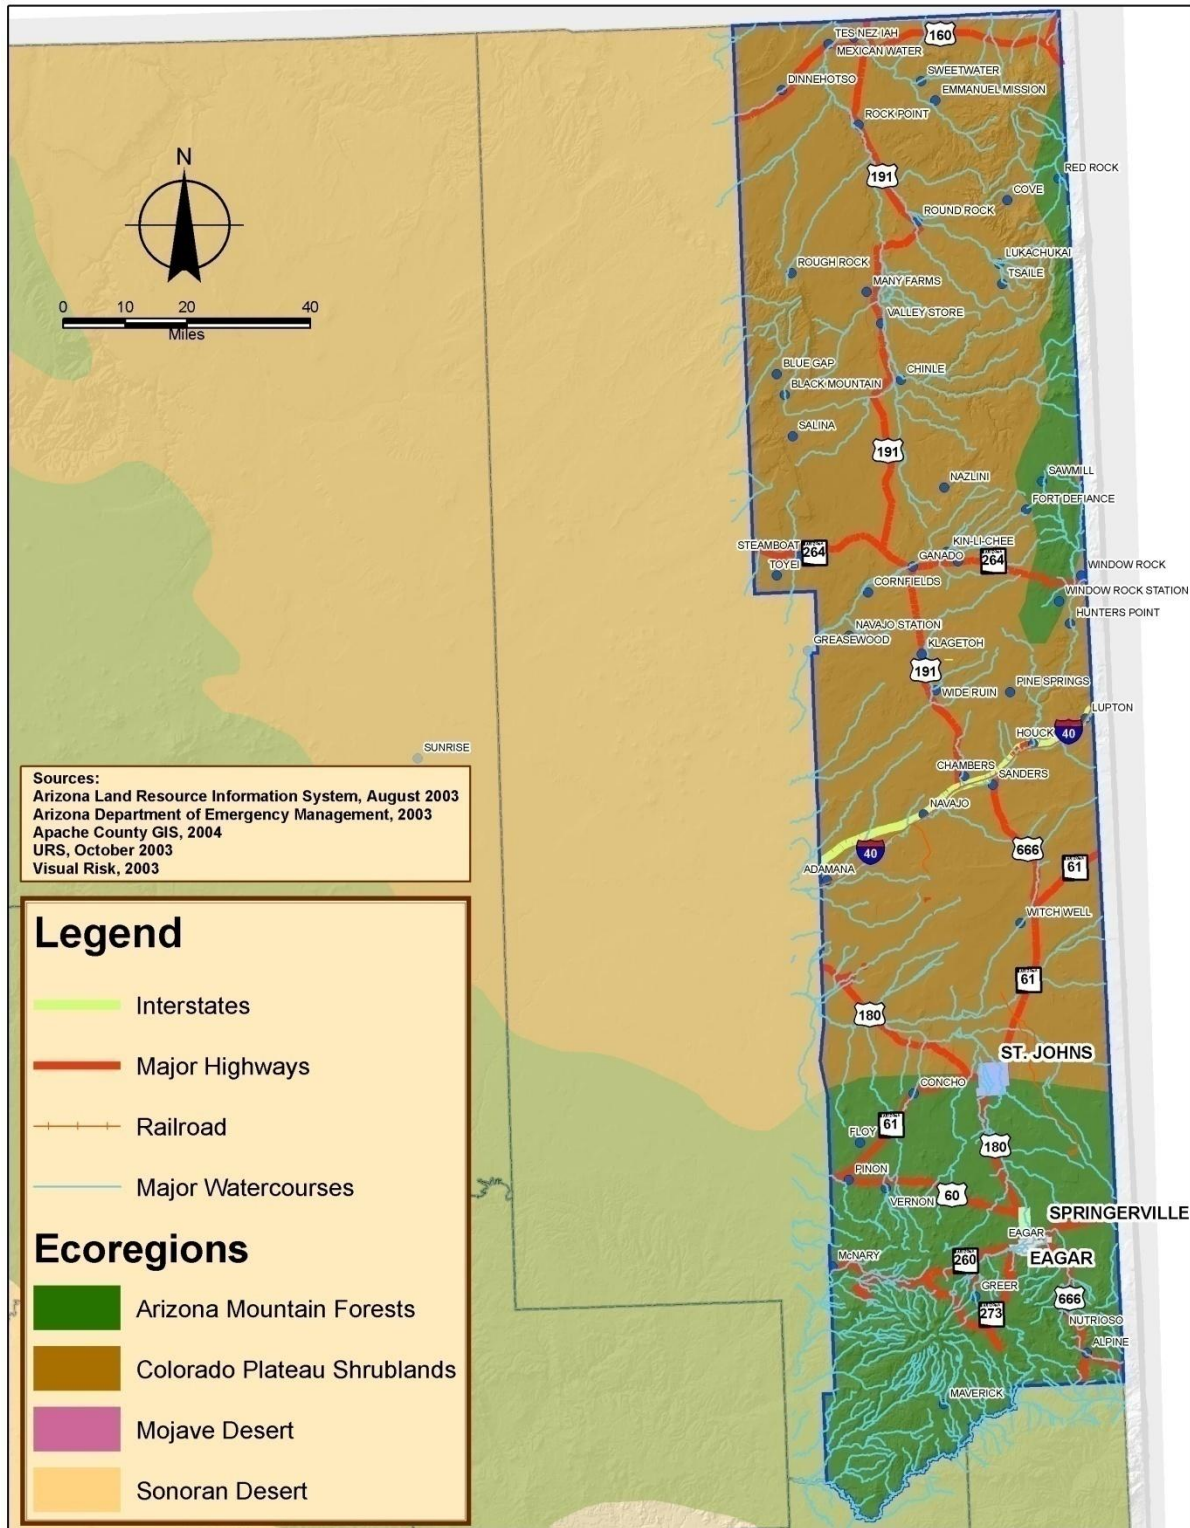 TES NEZ IAH
160
MEXICAN WATER
SWEETWATER
DINNEHOTSO
EMMANUEL MISSION
ROCK POINT
N
RED ROCK
191
COVE
ROUND ROCK
LUKACHUKAI
ROUGH ROCK
TSAILE
MANY FARMS
0 10 20 40
Miles
VALLEY STORE
BLUE GAP
CHINLE
BLACK MOUNTAIN
SALINA
191
SAWMILL
NAZLINI
FORT DEFIANCE
STEAMBOAT
KIN-LI-CHEE
ARIZONA
264
GANADO
ARIZONA
264
TOYEI
WINDOW ROCK
CORNFIELDS
WINDOW ROCK STATION
HUNTERS POINT
NAVAJO STATION
GREASEWOOD
KLAGETOH
191
PINE SPRINGS
WIDE RUIN
LUPTON
HOUCK
40
SUNRISE
CHAMBERS
SANDERS
NAVAJO
40
666
ADAMANA
ARIZONA
61
WITCH WELL
ARIZONA
61
180
ST. JOHNS
CONCHO
ARIZONA
61
FLOY
180
PINON
60
VERNON
SPRINGERVILLE
EAGAR
EAGAR
McNARY
ARIZONA
260
GREER
666
ARIZONA
273
NUTRIOSO
ALPINE
MAVERICK
Sources:
Arizona Land Resource Information System, August 2003
Arizona Department of Emergency Management, 2003
Apache County GIS, 2004
URS, October 2003
Visual Risk, 2003
Legend
Interstates
Major Highways
Railroad
Major Watercourses
Ecoregions
Arizona Mountain Forests
Colorado Plateau Shrublands
Mojave Desert
Sonoran Desert